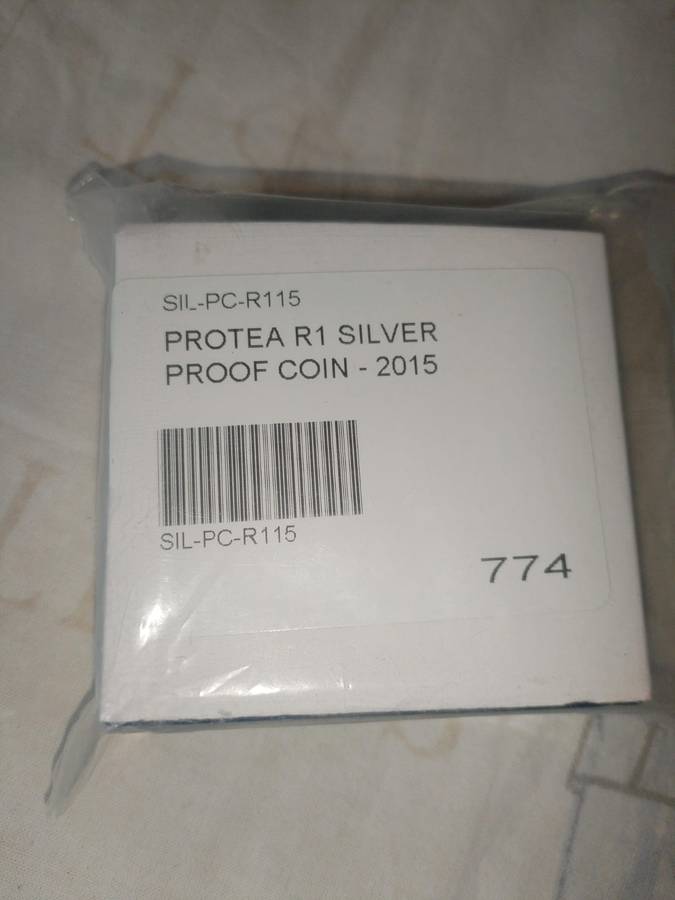 SIL-PC-R115
PROTEA R1 SILVER
PROOF COIN - 2015
SIL-PC-R115
774